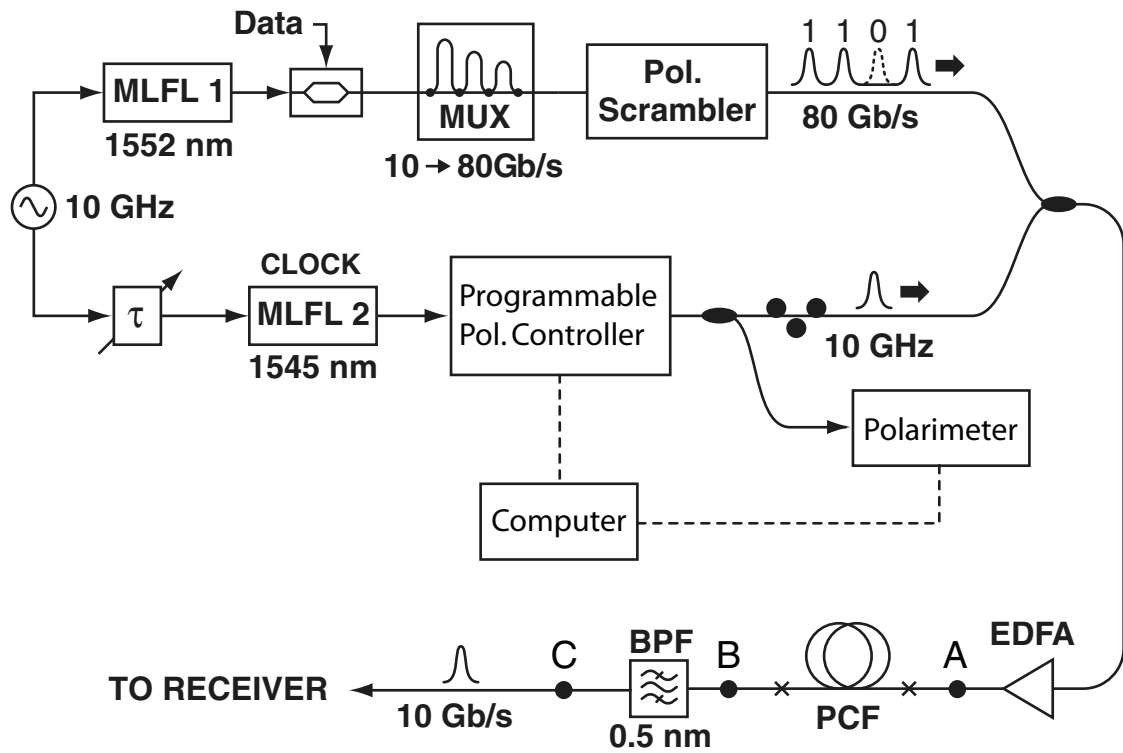 Data
1 1 0 1
MLFL 1
1552 nm
MUX
10 → 80Gb/s
Pol.
Scrambler
80 Gb/s
10 GHz
τ
CLOCK
MLFL 2
1545 nm
Programmable
Pol. Controller
10 GHz
Polarimeter
Computer
EDFA
A
PCF
B
BPF
0.5 nm
C
10 Gb/s
TO RECEIVER